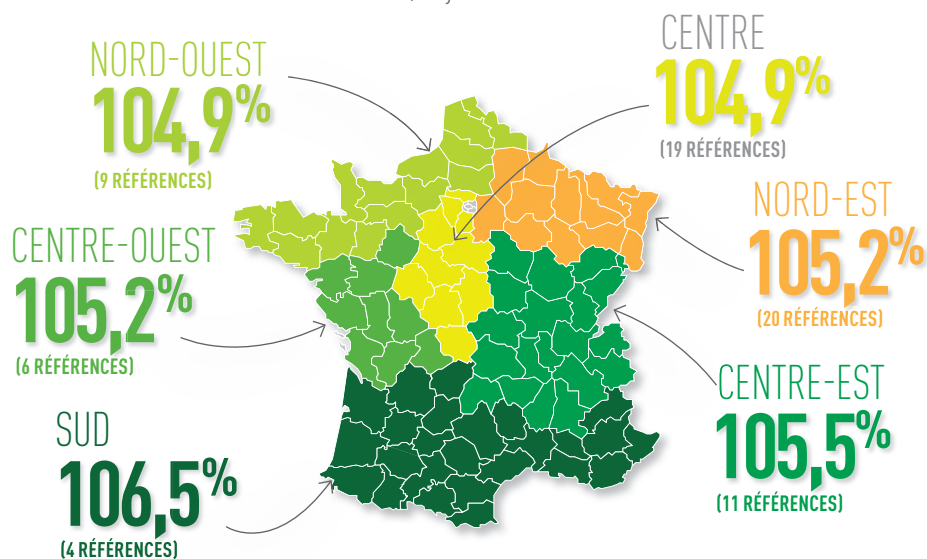 NORD-OUEST
104,9%
(9 RÉFÉRENCES)
CENTRE
104,9%
(19 RÉFÉRENCES)
NORD-EST
105,2%
(20 RÉFÉRENCES)
CENTRE-OUEST
105,2%
(6 RÉFÉRENCES)
CENTRE-EST
105,5%
(11 RÉFÉRENCES)
SUD
106,5%
(4 RÉFÉRENCES)